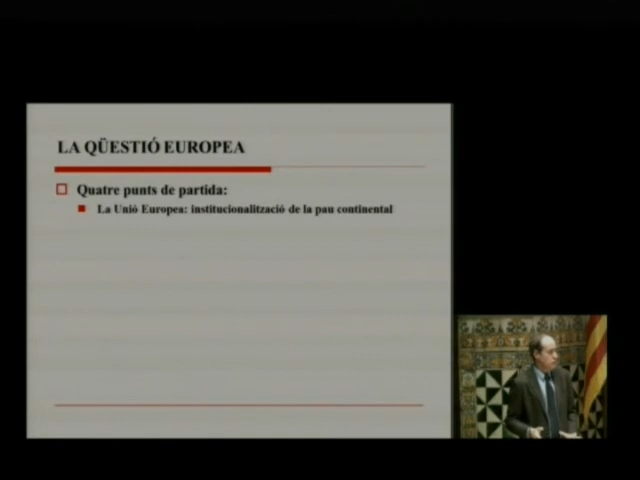 LA QÜESTIÓ EUROPEA
Quatre punts de partida:
La Unió Europea: institucionalització de la pau continental